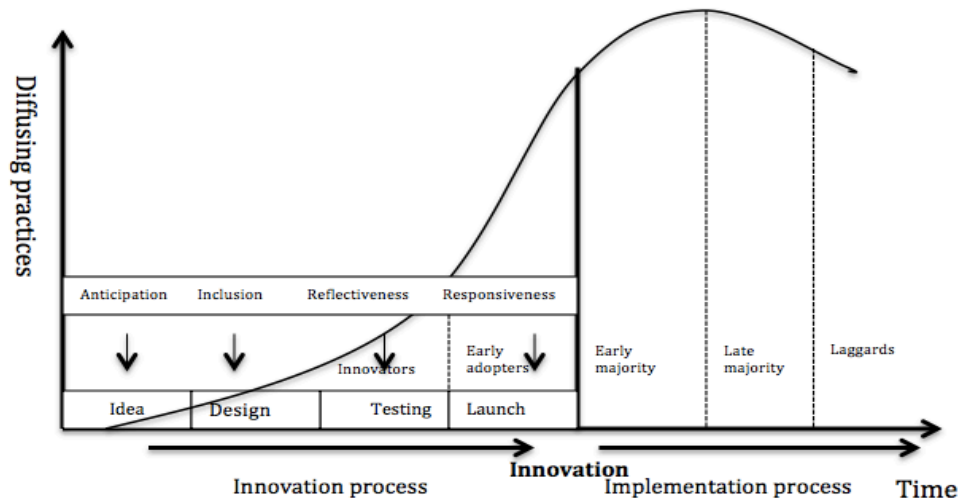 Diffusing practices
Anticipation Inclusion Reflectiveness Responsiveness
Innovators
Early
adopters
Early
majority
Late
majority
Laggards
Idea Design Testing Launch
Innovation
Innovation process
Implementation process
Time